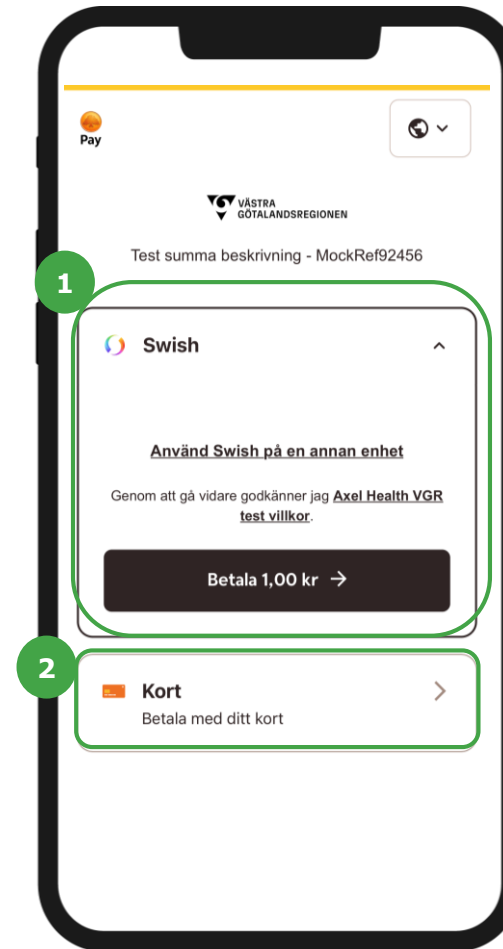 Pay
VÄSTRA
GÖTALANDSREGIONEN
Test summa beskrivning - MockRef92456
1
Swish
Använd Swish på en annan enhet
Genom att gå vidare godkänner jag Axel Health VGR
test villkor.
Betala 1,00 kr →
2
Kort
Betala med ditt kort